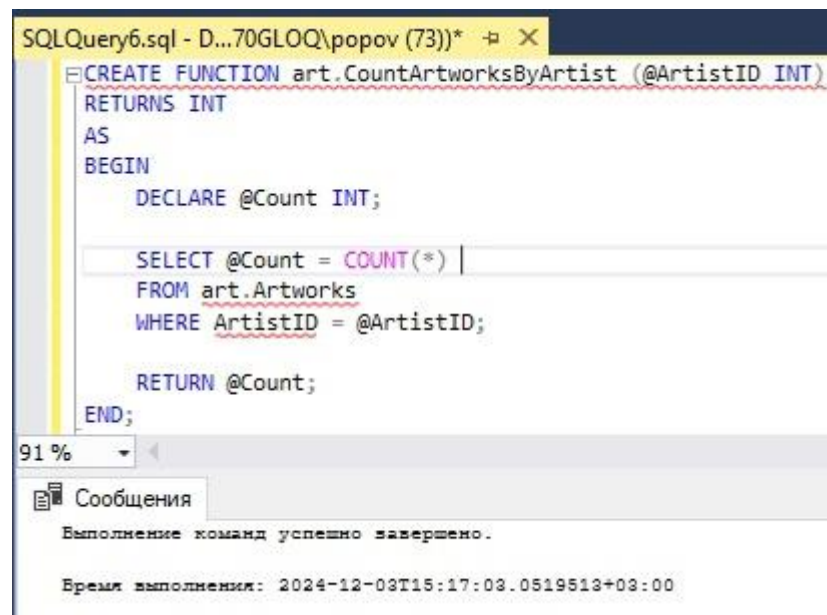 SQLQuery6.sql - D...70GLOQ\popov (73))*
CREATE FUNCTION art.CountArtworksByArtist (@ArtistID INT)
RETURNS INT
AS
BEGIN
DECLARE @Count INT;
SELECT @Count = COUNT(*)
FROM art.Artworks
WHERE ArtistID = @ArtistID;
RETURN @Count;
END;
91 %
Сообщения
Выполнение команд успешно завершено.
Время выполнения: 2024-12-03T15:17:03.0519513+03:00